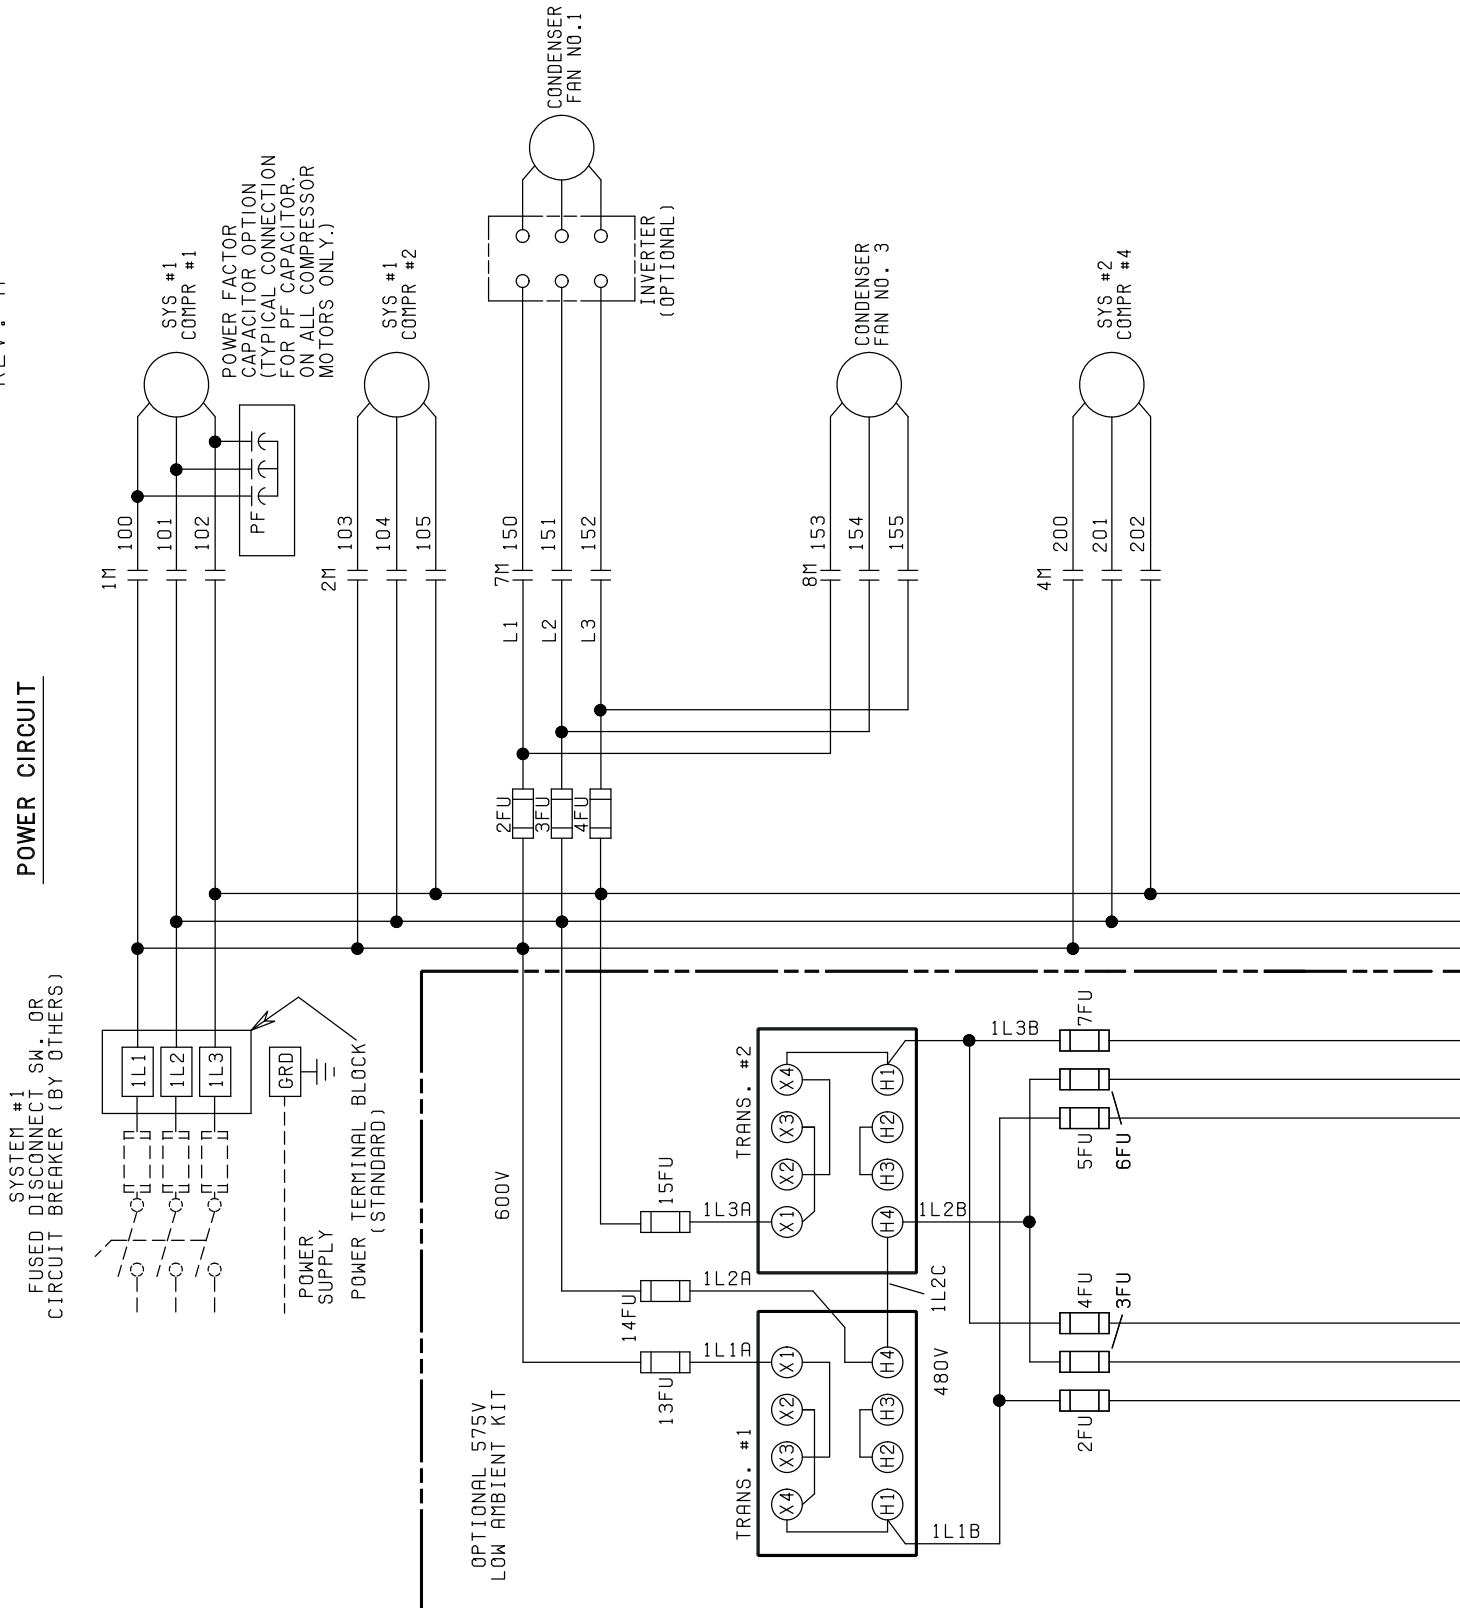 POWER CIRCUIT
SYSTEM #1
FUSED DISCONNECT SW. OR
CIRCUIT BREAKER (BY OTHERS)
1L1
1L2
1L3
GRD
POWER
SUPPLY
POWER TERMINAL BLOCK
(STANDARD)
1M
100
101
102
SYS #1
COMPR #1
PF
POWER FACTOR
CAPACITOR OPTION
(TYPICAL CONNECTION
FOR PF CAPACITOR.
ON ALL COMPRESSOR
MOTORS ONLY.)
2M
103
104
105
SYS #1
COMPR #2
2FU
3FU
4FU
L1
L2
L3
7M
150
151
152
INVERTER
(OPTIONAL)
CONDENSER
FAN NO.1
8M
153
154
155
CONDENSER
FAN NO. 3
4M
200
201
202
SYS #2
COMPR #4
OPTIONAL 575V
LOW AMBIENT KIT
600V
13FU
14FU
15FU
1L1A
1L2A
1L3A
TRANS. #1
X4
X3
X2
X1
H1
H2
H3
H4
TRANS. #2
X1
X2
X3
X4
H4
H3
H2
H1
1L2C
480V
1L1B
1L2B
1L3B
2FU
3FU
4FU
5FU
6FU
7FU